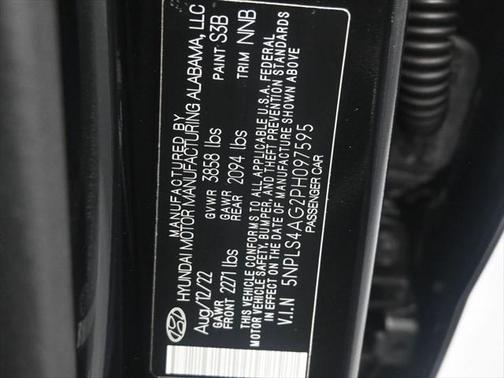 MANUFACTURED BY
HYUNDAI MOTOR MANUFACTURING ALABAMA, LLC
Aug/12/22 PAINT S3B
GVWR 3858 lbs TRIM NNB
GAWR FRONT 2271 lbs GAWR REAR 2094 lbs
THIS VEHICLE CONFORMS TO ALL APPLICABLE U.S.A. FEDERAL
MOTOR VEHICLE SAFETY, BUMPER, AND THEFT PREVENTION STANDARDS
IN EFFECT ON THE DATE OF MANUFACTURE SHOWN ABOVE
V.I.N 5NPLS4AG2PH097595
PASSENGER CAR